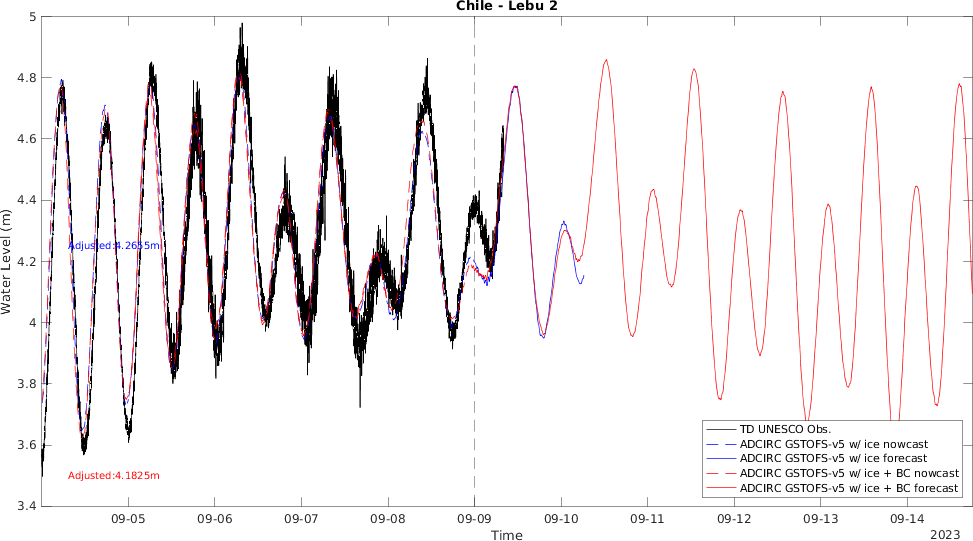 Chile - Lebu 2
5
4.8
4.6
4.4
4.2
4
3.8
3.6
3.4
Water Level (m)
Adjusted:4.2655m
Adjusted:4.1825m
TD UNESCO Obs.
ADCIRC GSTOFS-v5 w/ ice nowcast
ADCIRC GSTOFS-v5 w/ ice forecast
ADCIRC GSTOFS-v5 w/ ice + BC nowcast
ADCIRC GSTOFS-v5 w/ ice + BC forecast
09-05 09-06 09-07 09-08 09-09 09-10 09-11 09-12 09-13 09-14
Time
2023